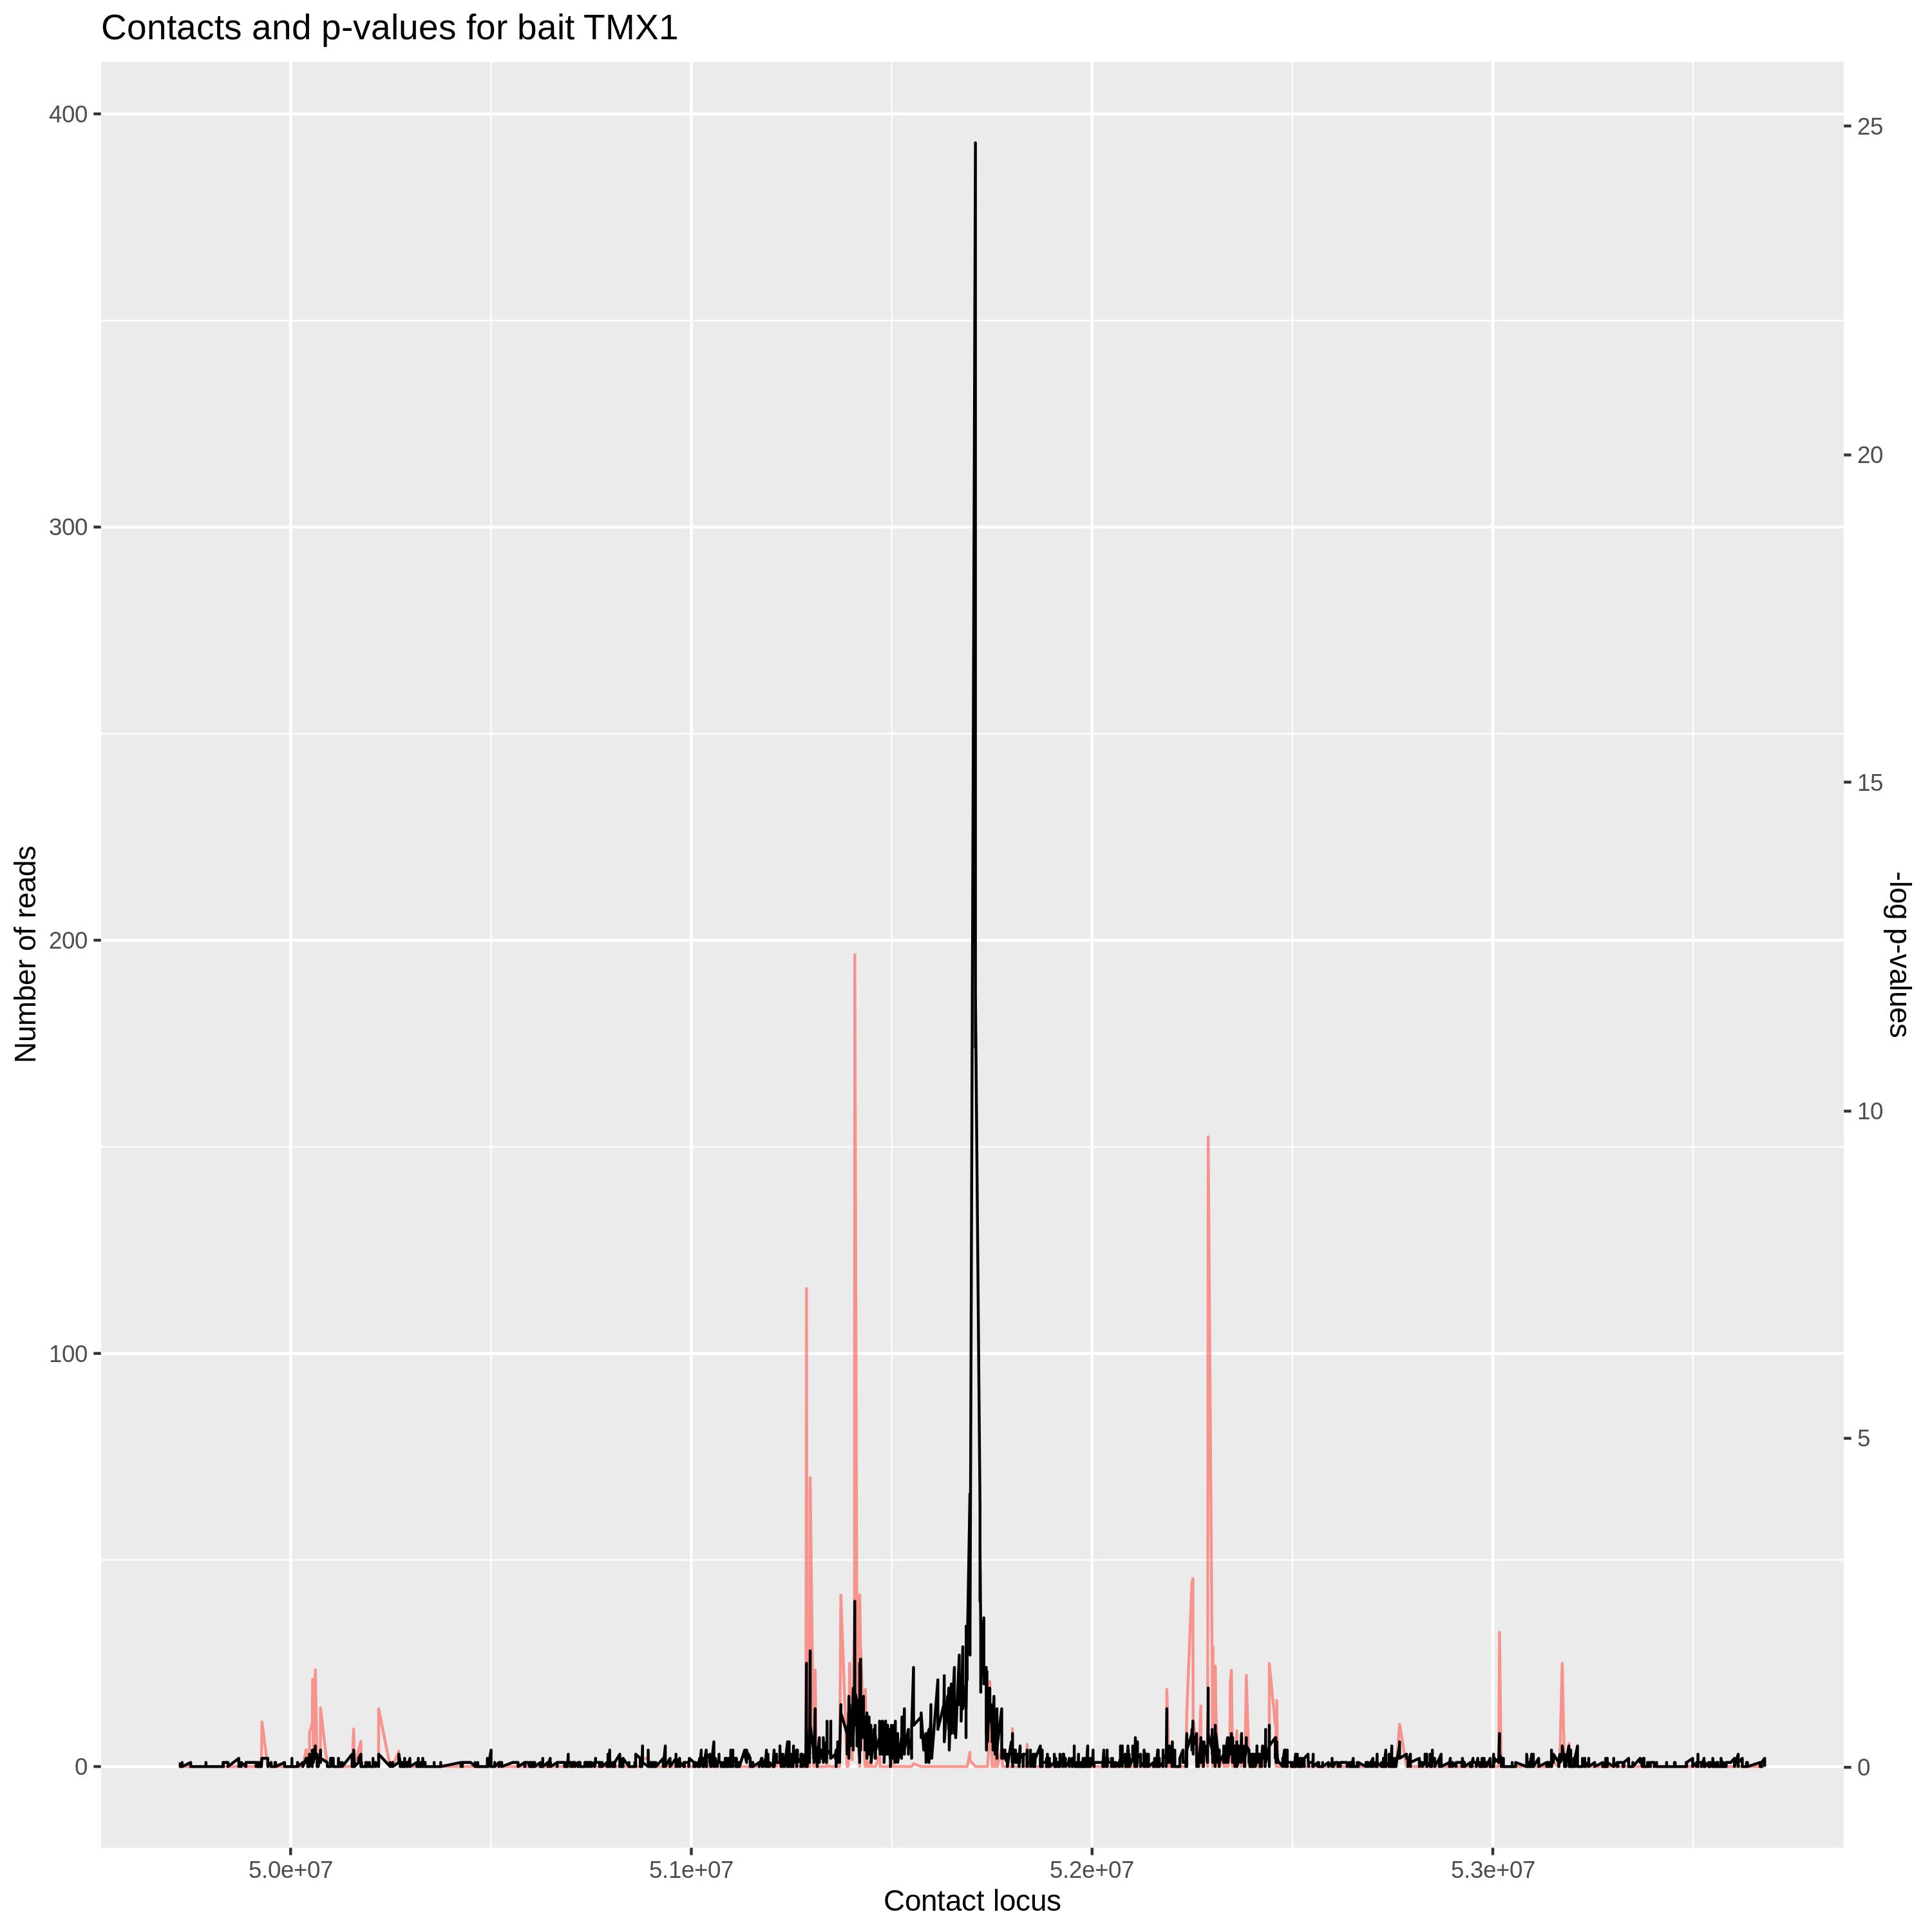 Contacts and p-values for bait TMX1
400
300
200
100
0
Number of reads
25
20
15
10
5
0
-log p-values
5.0e+07
5.1e+07
5.2e+07
5.3e+07
Contact locus